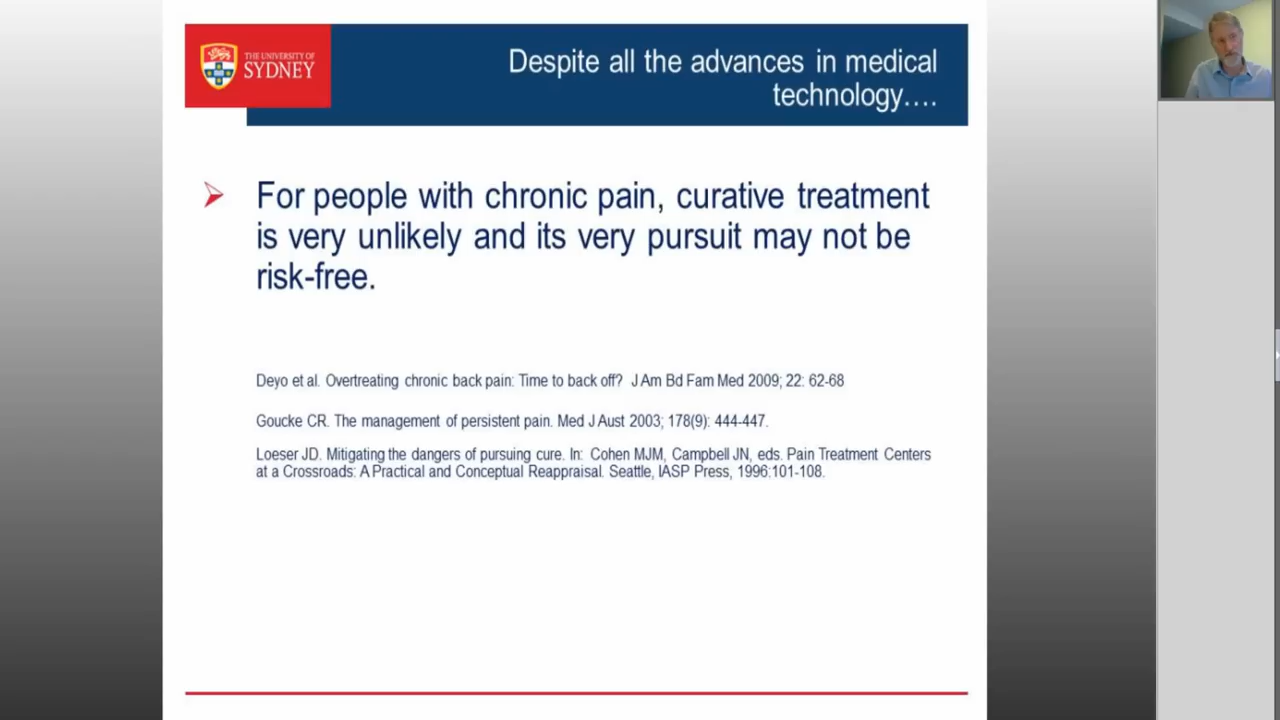 THE UNIVERSITY OF
SYDNEY
Despite all the advances in medical
technology….
For people with chronic pain, curative treatment
is very unlikely and its very pursuit may not be
risk-free.
Deyo et al. Overtreating chronic back pain: Time to back off? J Am Bd Fam Med 2009; 22: 62-68
Goucke CR. The management of persistent pain. Med J Aust 2003; 178(9): 444-447.
Loeser JD. Mitigating the dangers of pursuing cure. In: Cohen MJM, Campbell JN, eds. Pain Treatment Centers
at a Crossroads: A Practical and Conceptual Reappraisal. Seattle, IASP Press, 1996:101-108.